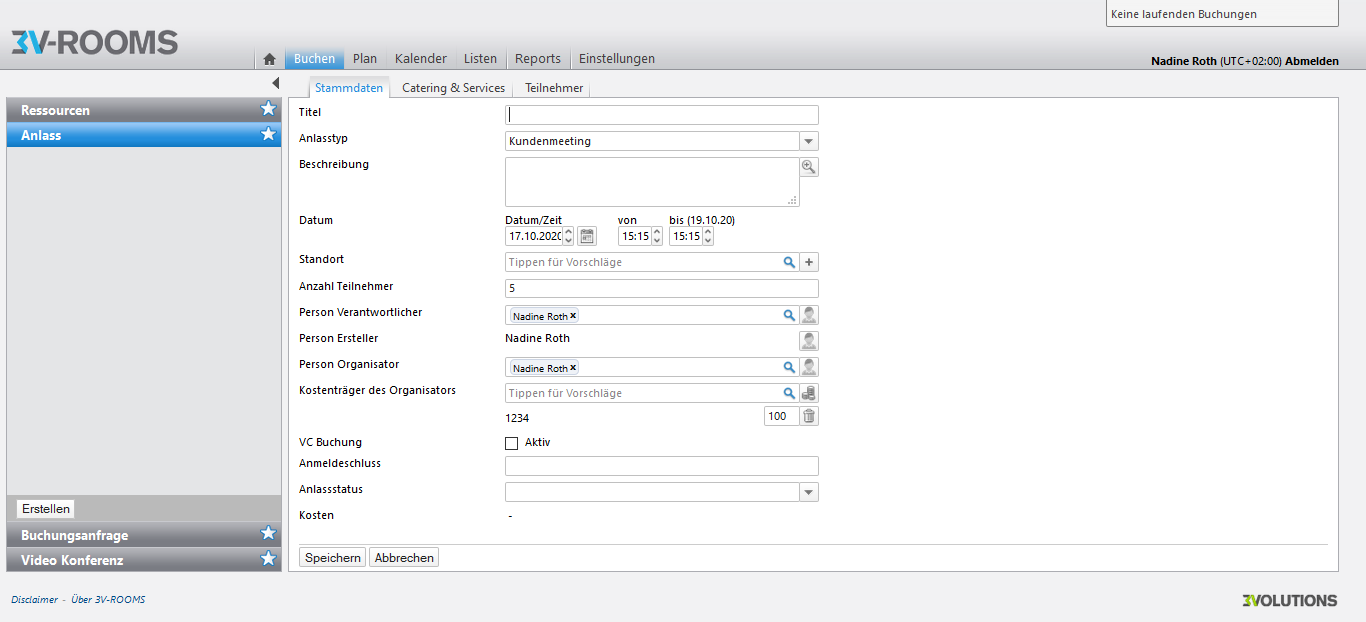 Keine laufenden Buchungen
3V-ROOMS
Buchen Plan Kalender Listen Reports Einstellungen
Nadine Roth (UTC+02:00) Abmelden
Stammdaten Catering & Services Teilnehmer
Ressourcen
Anlass
Titel
Anlasstyp Kundenmeeting
Beschreibung
Datum Datum/Zeit von bis (19.10.20)
17.10.2020 15:15 15:15
Standort Tippen für Vorschläge
Anzahl Teilnehmer 5
Person Verantwortlicher Nadine Roth
Person Ersteller Nadine Roth
Person Organisator Nadine Roth
Kostenträger des Organisators Tippen für Vorschläge
1234 100
VC Buchung Aktiv
Anmeldeschluss
Anlassstatus
Kosten -
Erstellen
Buchungsanfrage
Video Konferenz
Speichern Abbrechen
Disclaimer - Über 3V-ROOMS
3VOLUTIONS